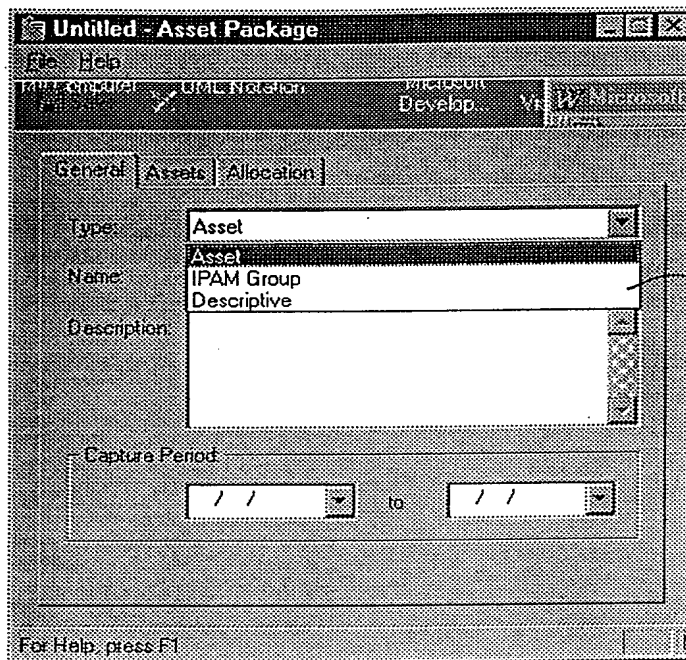 Untitled - Asset Package
File Help
UML Notation
Microsoft
Develop...
General Assets Allocation
Type: Asset
Asset
Name: IPAM Group
Descriptive
Description:
Capture Period:
/ / to / /
For Help, press F1